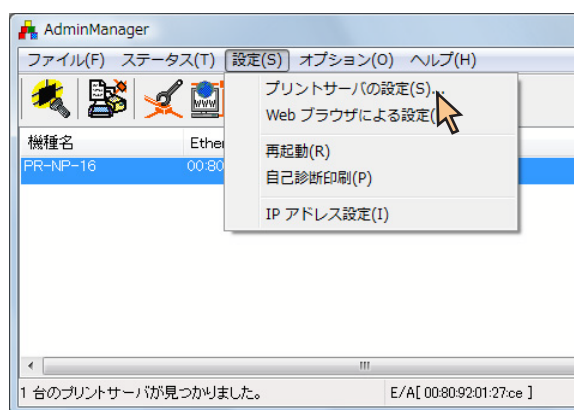 AdminManager
ファイル(F) ステータス(T) 設定(S) オプション(O) ヘルプ(H)
プリントサーバの設定(S)...
Web ブラウザによる設定(
再起動(R)
自己診断印刷(P)
IP アドレス設定(I)
WWW
機種名 Ether
PR-NP-16 00:80
1 台のプリントサーバが見つかりました。 E/A[ 00:80:92:01:27:ce ]